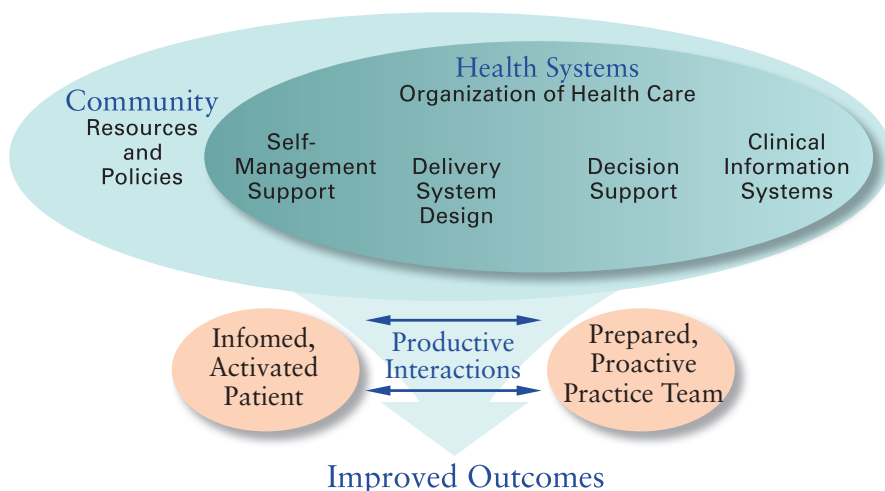 Community
Resources
and
Policies
Health Systems
Organization of Health Care
Self-
Management
Support
Delivery
System
Design
Decision
Support
Clinical
Information
Systems
Infomed,
Activated
Patient
Productive
Interactions
Prepared,
Proactive
Practice Team
Improved Outcomes